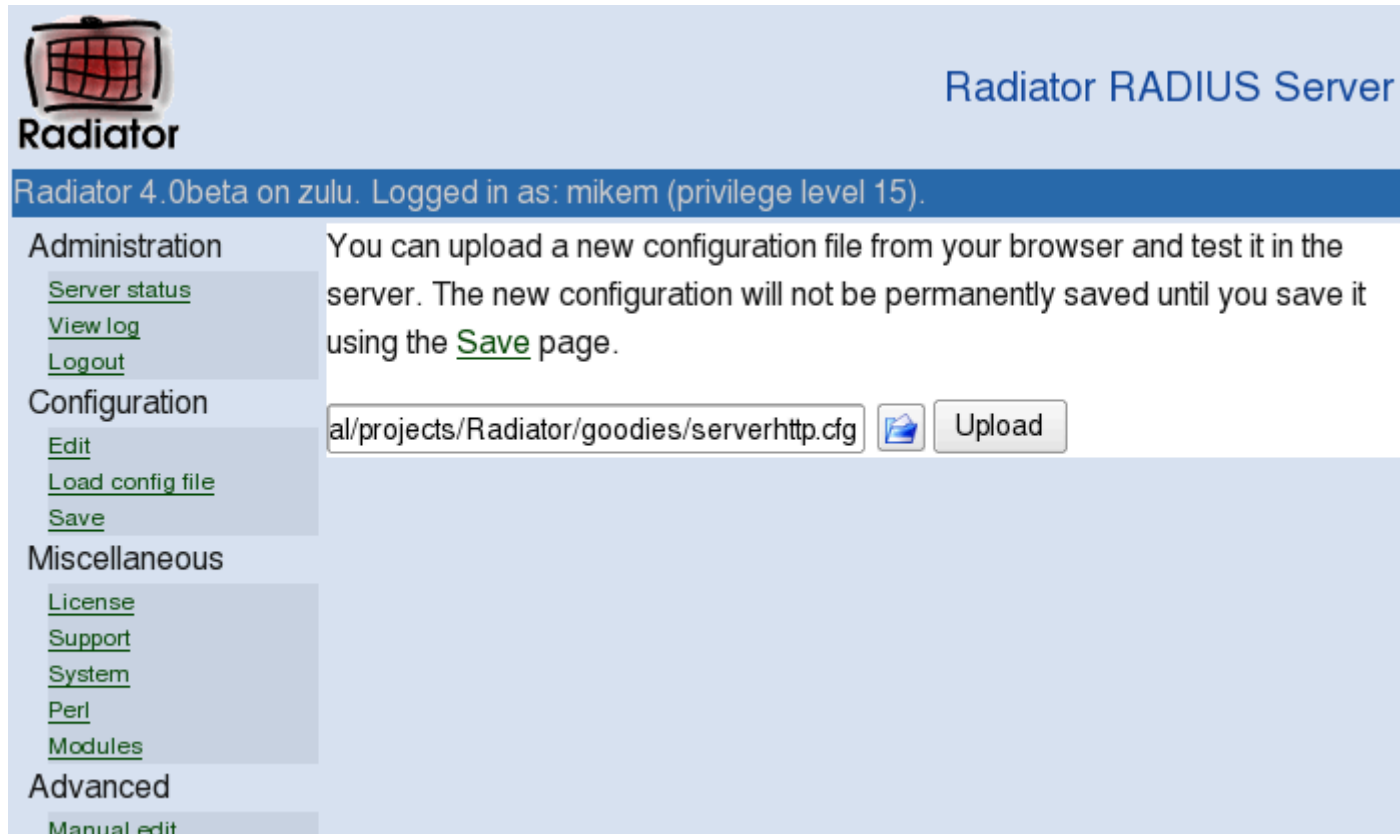 Radiator
Radiator RADIUS Server
Radiator 4.0beta on zulu. Logged in as: mikem (privilege level 15).
Administration
Server status
View log
Logout
Configuration
Edit
Load config file
Save
Miscellaneous
License
Support
System
Perl
Modules
Advanced
Manual edit
You can upload a new configuration file from your browser and test it in the
server. The new configuration will not be permanently saved until you save it
using the Save page.
al/projects/Radiator/goodies/serverhttp.cfg
Upload